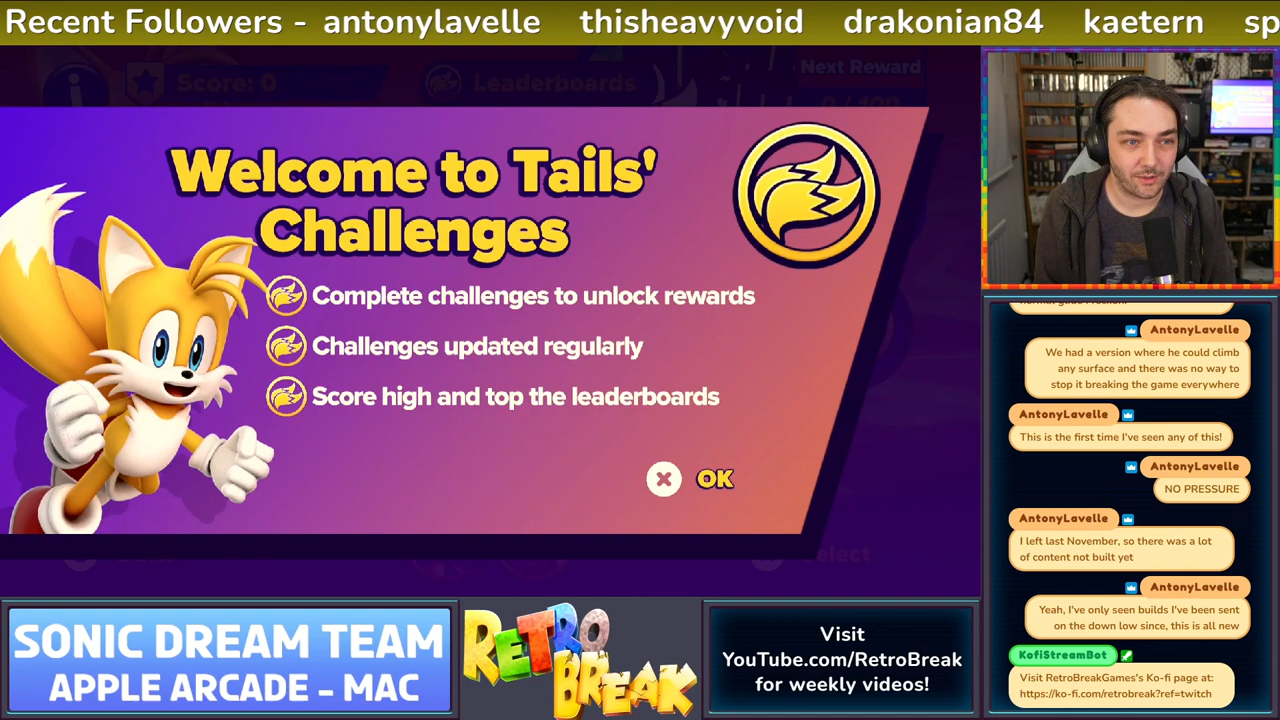 Recent Followers - antonylavelle thisheavyvoid drakonian84 kaetern sp
Score: 0
Leaderboards
Next Reward
Welcome to Tails'
Challenges
Complete challenges to unlock rewards
Challenges updated regularly
Score high and top the leaderboards
OK
AntonyLavelle
We had a version where he could climb
any surface and there was no way to
stop it breaking the game everywhere
AntonyLavelle
This is the first time I've seen any of this!
AntonyLavelle
NO PRESSURE
AntonyLavelle
I left last November, so there was a lot
of content not built yet
AntonyLavelle
Yeah, I've only seen builds I've been sent
on the down low since, this is all new
KofiStreamBot
Visit RetroBreakGames's Ko-fi page at:
https://ko-fi.com/retrobreak?ref=twitch
SONIC DREAM TEAM
APPLE ARCADE - MAC
RETRO
BREAK
Visit
YouTube.com/RetroBreak
for weekly videos!